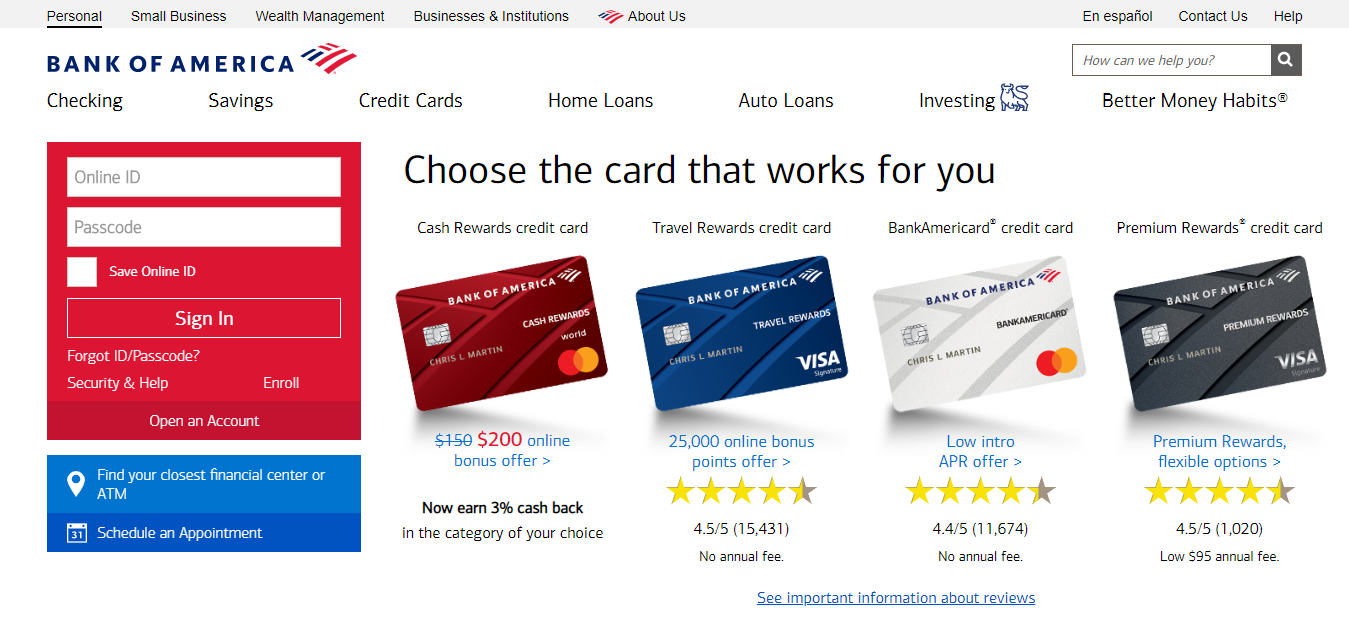 Personal Small Business Wealth Management Businesses & Institutions About Us En español Contact Us Help
BANK OF AMERICA
How can we help you?
Checking Savings Credit Cards Home Loans Auto Loans Investing Better Money Habits®
Online ID
Passcode
Save Online ID
Sign In
Forgot ID/Passcode?
Security & Help Enroll
Open an Account
Find your closest financial center or
ATM
31 Schedule an Appointment
Choose the card that works for you
Cash Rewards credit card
BANK OF AMERICA
CASH REWARDS
world
CHRIS L MARTIN
$150 $200 online
bonus offer >
Now earn 3% cash back
in the category of your choice
Travel Rewards credit card
BANK OF AMERICA
TRAVEL REWARDS
CHRIS L MARTIN
VISA
Signature
25,000 online bonus
points offer >
4.5/5 (15,431)
No annual fee.
BankAmericard® credit card
BANK OF AMERICA
BANKAMERICARD
CHRIS L MARTIN
Low intro
APR offer >
4.4/5 (11,674)
No annual fee.
Premium Rewards® credit card
BANK OF AMERICA
PREMIUM REWARDS
CHRIS L MARTIN
VISA
Signature
Premium Rewards,
flexible options >
4.5/5 (1,020)
Low $95 annual fee.
See important information about reviews